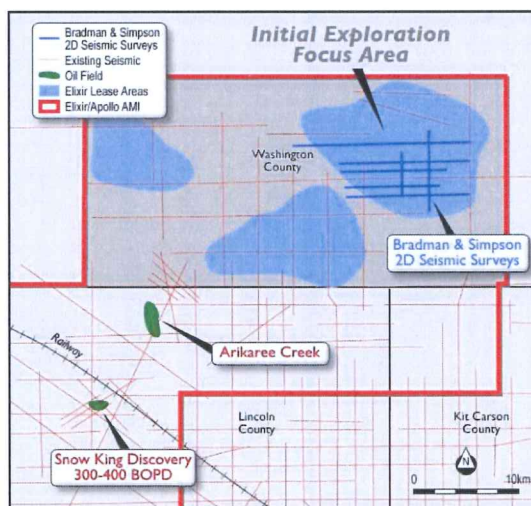 Bradman & Simpson
2D Seismic Surveys
Existing Seismic
Oil Field
Elixir Lease Areas
Elixir/Apollo AMI
Initial Exploration
Focus Area
Washington
County
Bradman & Simpson
2D Seismic Surveys
Arikaree Creek
Railway
Snow King Discovery
300-400 BOPD
Lincoln
County
Kit Carson
County
N
0
10km